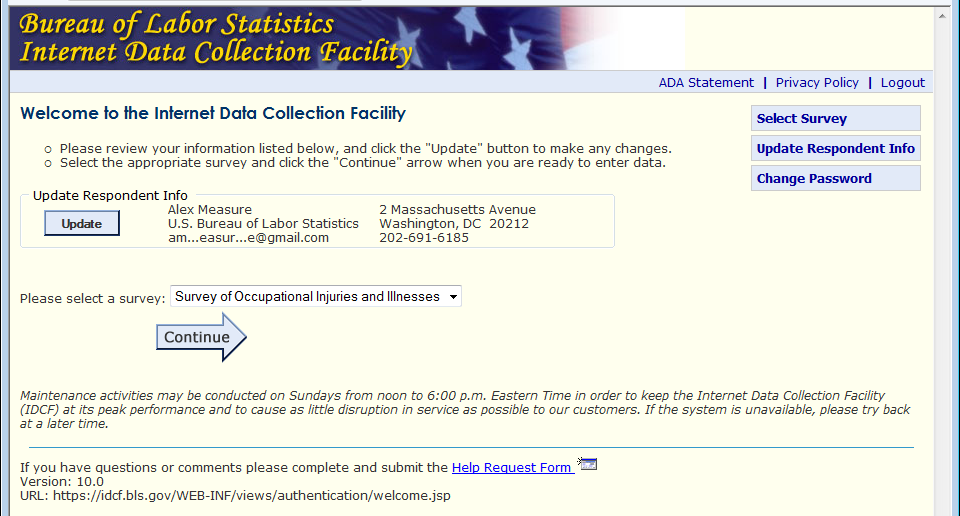 Bureau of Labor Statistics
Internet Data Collection Facility
ADA Statement | Privacy Policy | Logout
Welcome to the Internet Data Collection Facility
Select Survey
Update Respondent Info
Change Password
o Please review your information listed below, and click the "Update" button to make any changes.
o Select the appropriate survey and click the "Continue" arrow when you are ready to enter data.
Update Respondent Info
Update
Alex Measure 2 Massachusetts Avenue
U.S. Bureau of Labor Statistics Washington, DC 20212
am...easur...e@gmail.com 202-691-6185
Please select a survey: Survey of Occupational Injuries and Illnesses
Continue
Maintenance activities may be conducted on Sundays from noon to 6:00 p.m. Eastern Time in order to keep the Internet Data Collection Facility
(IDCF) at its peak performance and to cause as little disruption in service as possible to our customers. If the system is unavailable, please try back
at a later time.
If you have questions or comments please complete and submit the Help Request Form
Version: 10.0
URL: https://idcf.bls.gov/WEB-INF/views/authentication/welcome.jsp